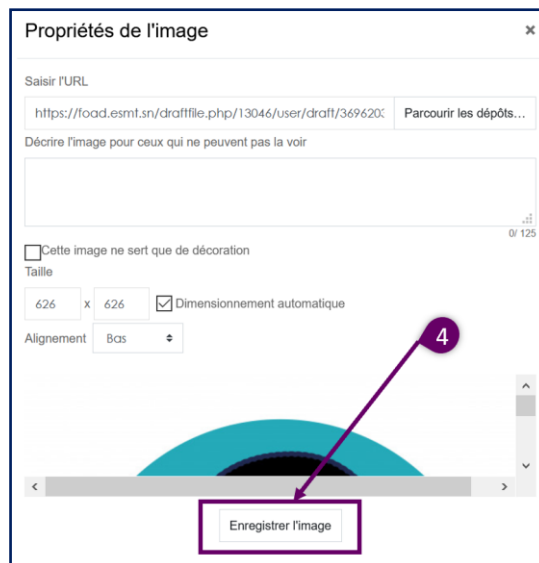 Propriétés de l'image ×
Saisir l'URL
https://foad.esmt.sn/draftfile.php/13046/user/draft/3696203 Parcourir les dépôts...
Décrire l'image pour ceux qui ne peuvent pas la voir
0/ 125
Cette image ne sert que de décoration
Taille
626 x 626 Dimensionnement automatique
Alignement Bas
4
Enregistrer l'image